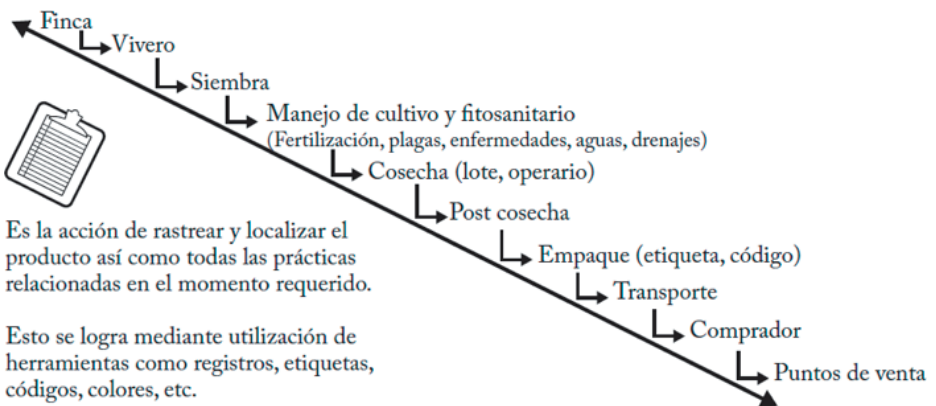 Finca
Vivero
Siembra
Manejo de cultivo y fitosanitario
(Fertilización, plagas, enfermedades, aguas, drenajes)
Cosecha (lote, operario)
Post cosecha
Empaque (etiqueta, código)
Transporte
Comprador
Puntos de venta
Es la acción de rastrear y localizar el
producto así como todas las prácticas
relacionadas en el momento requerido.
Esto se logra mediante utilización de
herramientas como registros, etiquetas,
códigos, colores, etc.